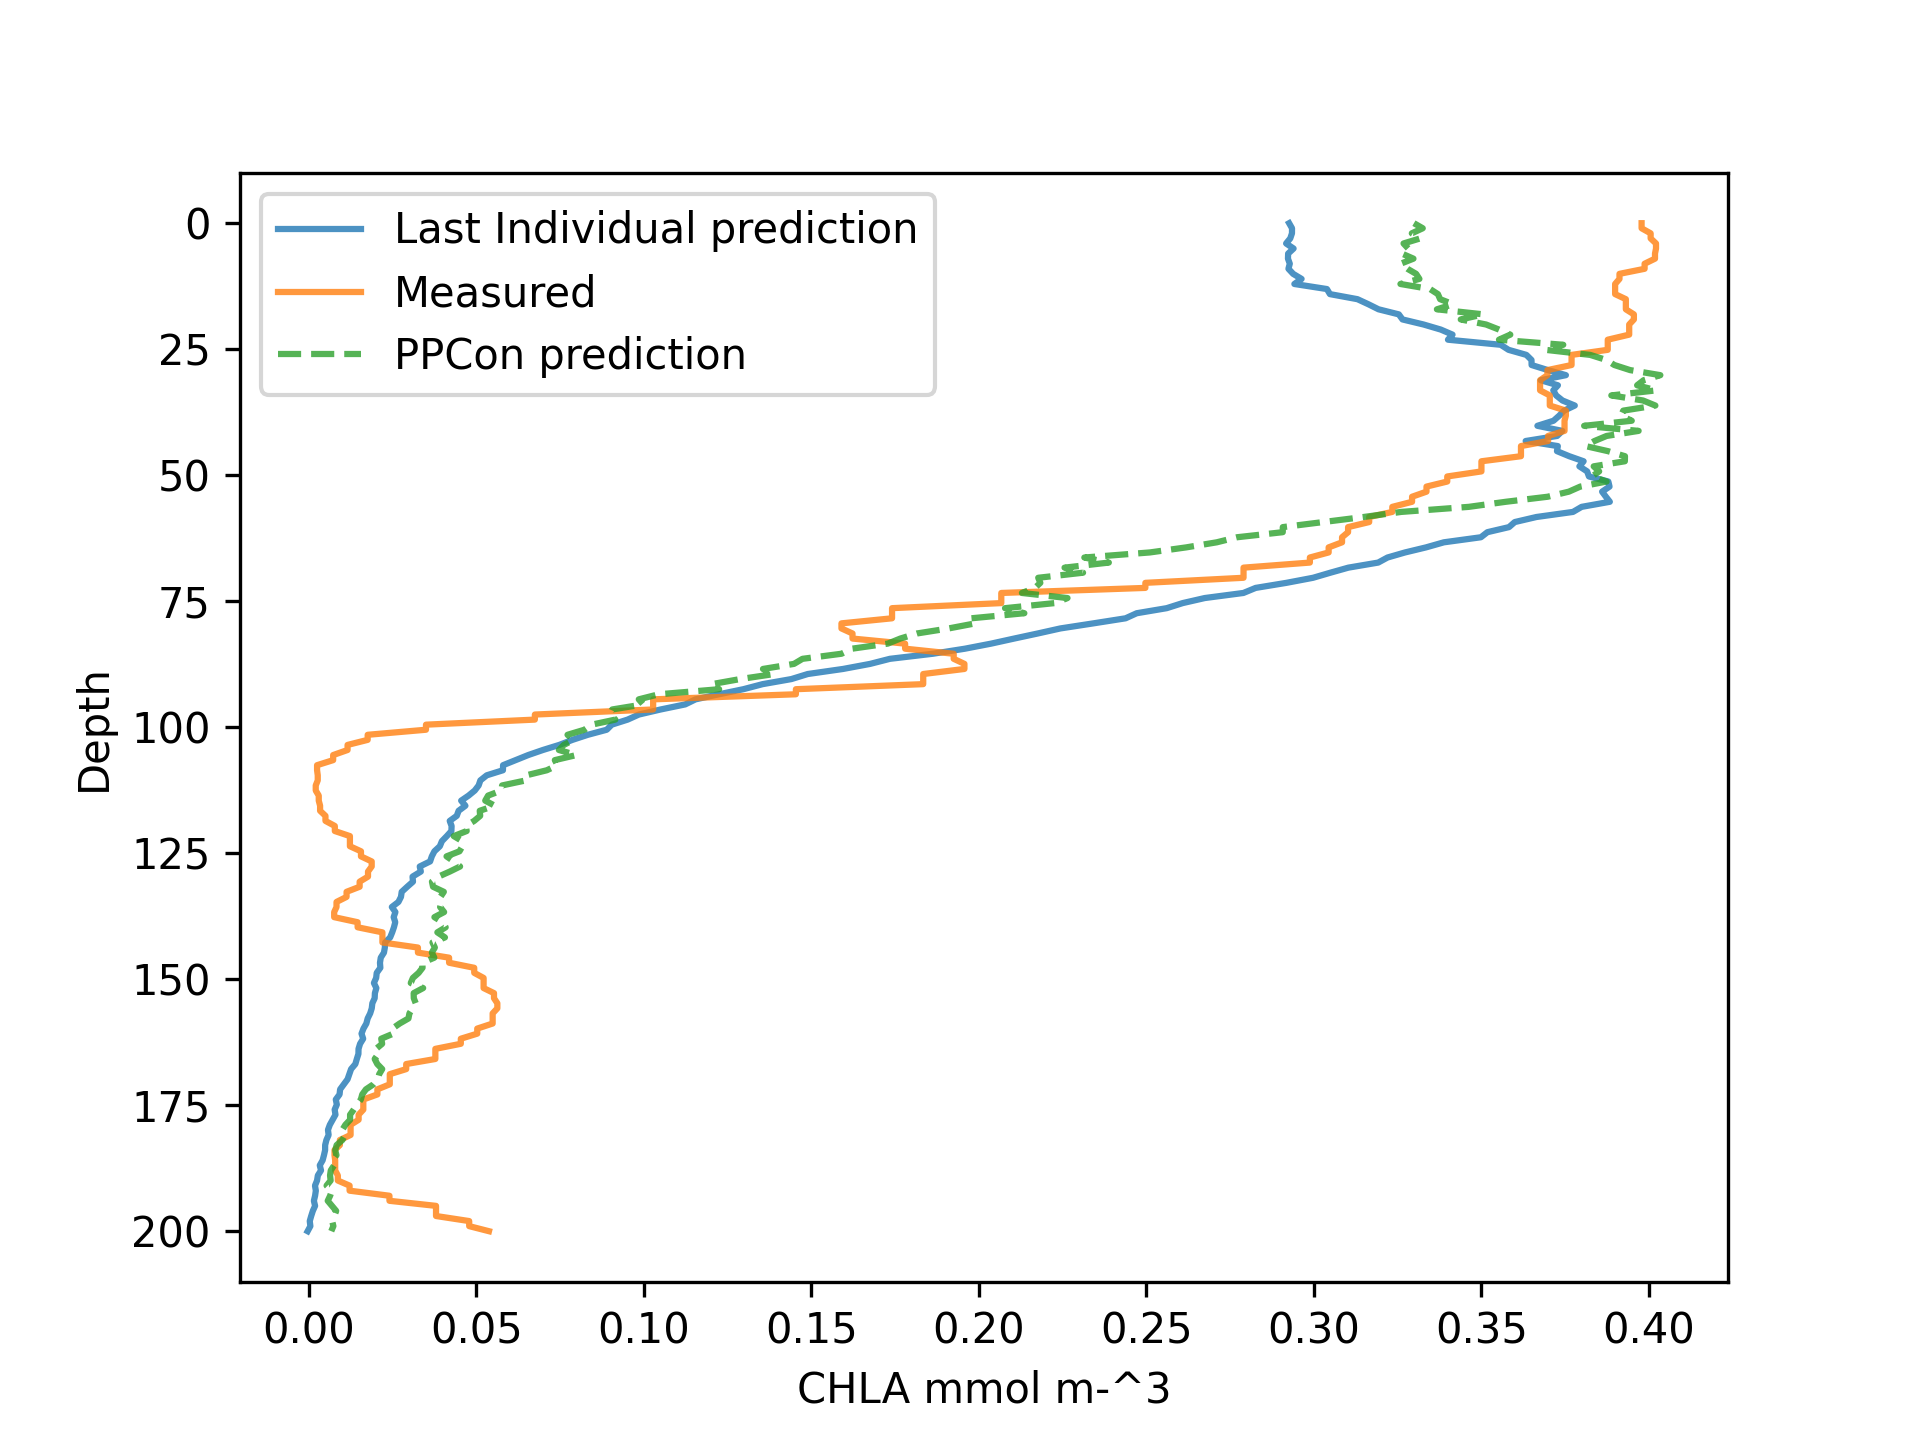 Last Individual prediction
Measured
PPCon prediction
0
25
50
75
100
125
150
175
200
Depth
0.00 0.05 0.10 0.15 0.20 0.25 0.30 0.35 0.40
CHLA mmol m-^3